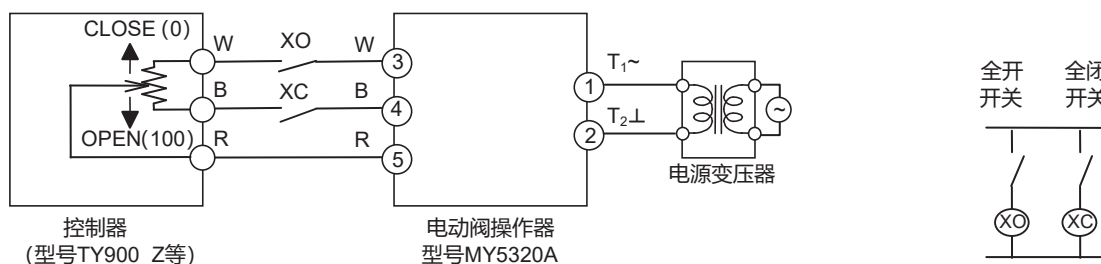 CLOSE (0)
OPEN(100)
W
B
R
XO
XC
W
B
R
3
4
5
控制器
(型号TY900 Z等)
电动阀操作器
型号MY5320A
1
2
T₁~
T₂⊥
~
电源变压器
全开
开关
全闭
开关
XO
XC